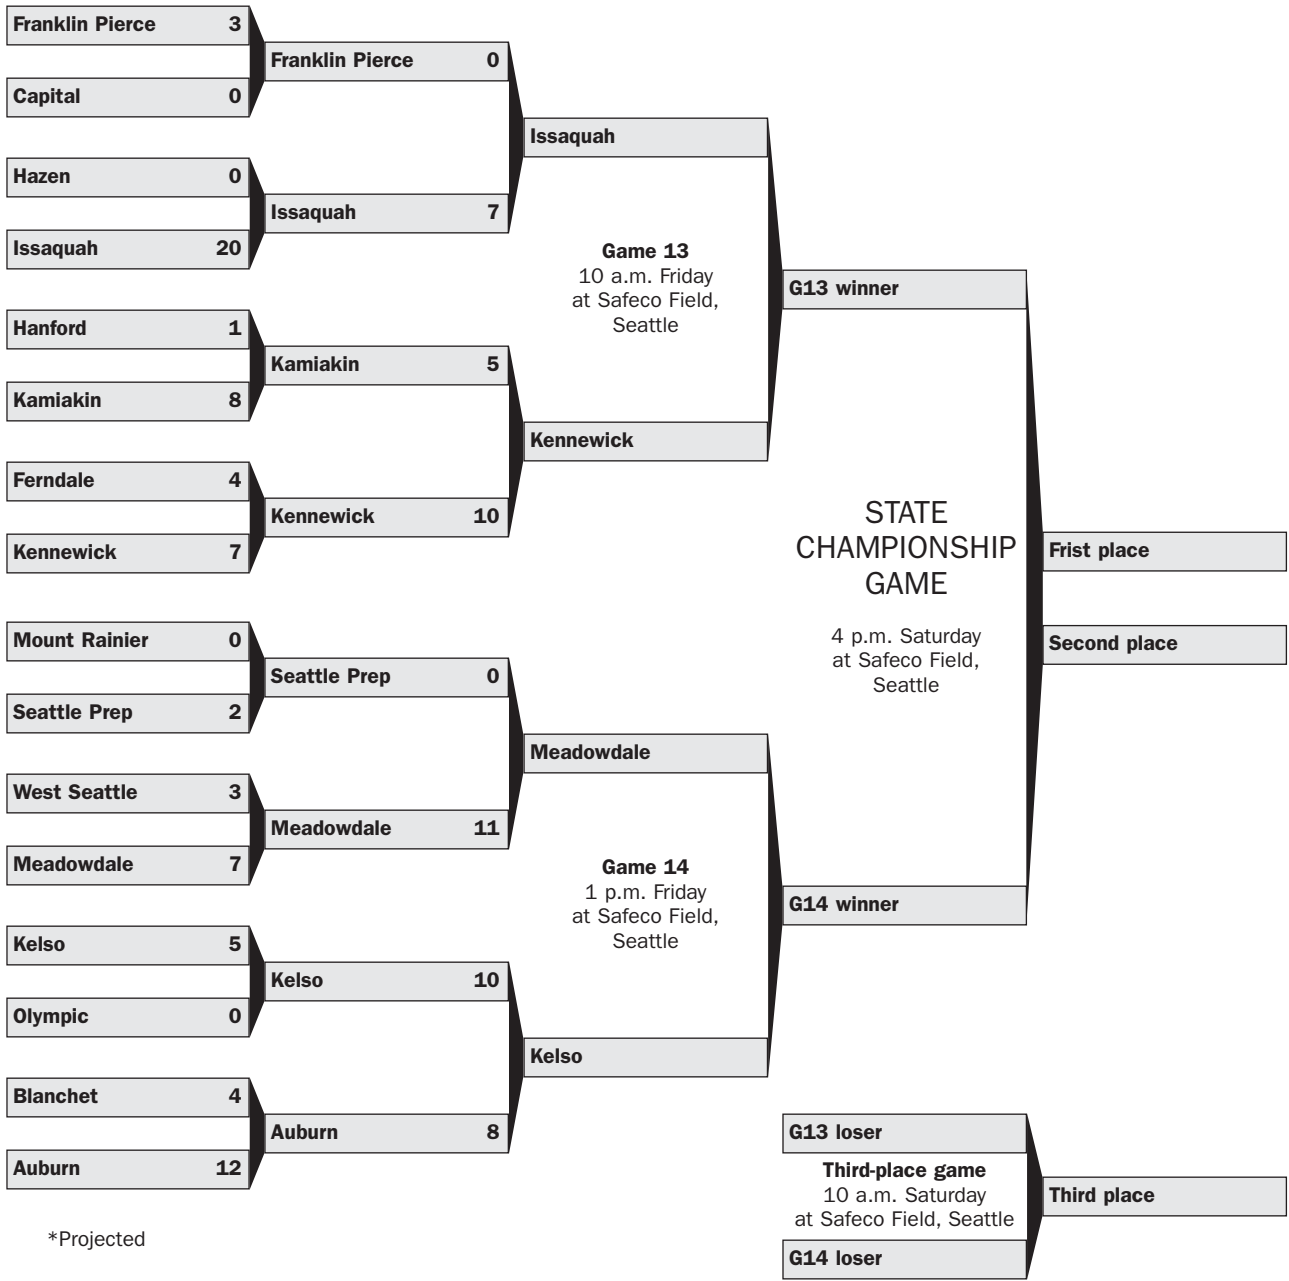 Franklin Pierce 3
Capital 0
Hazen 0
Issaquah 20
Hanford 1
Kamiakin 8
Ferndale 4
Kennewick 7
Mount Rainier 0
Seattle Prep 2
West Seattle 3
Meadowdale 7
Kelso 5
Olympic 0
Blanchet 4
Auburn 12
*Projected
Franklin Pierce 0
Issaquah 7
Kamiakin 5
Kennewick 10
Seattle Prep 0
Meadowdale 11
Kelso 10
Auburn 8
Issaquah
Game 13
10 a.m. Friday
at Safeco Field,
Seattle
Kennewick
Meadowdale
Game 14
1 p.m. Friday
at Safeco Field,
Seattle
Kelso
G13 winner
STATE
CHAMPIONSHIP
GAME
4 p.m. Saturday
at Safeco Field,
Seattle
G14 winner
Frist place
Second place
G13 loser
Third-place game
10 a.m. Saturday
at Safeco Field, Seattle
G14 loser
Third place